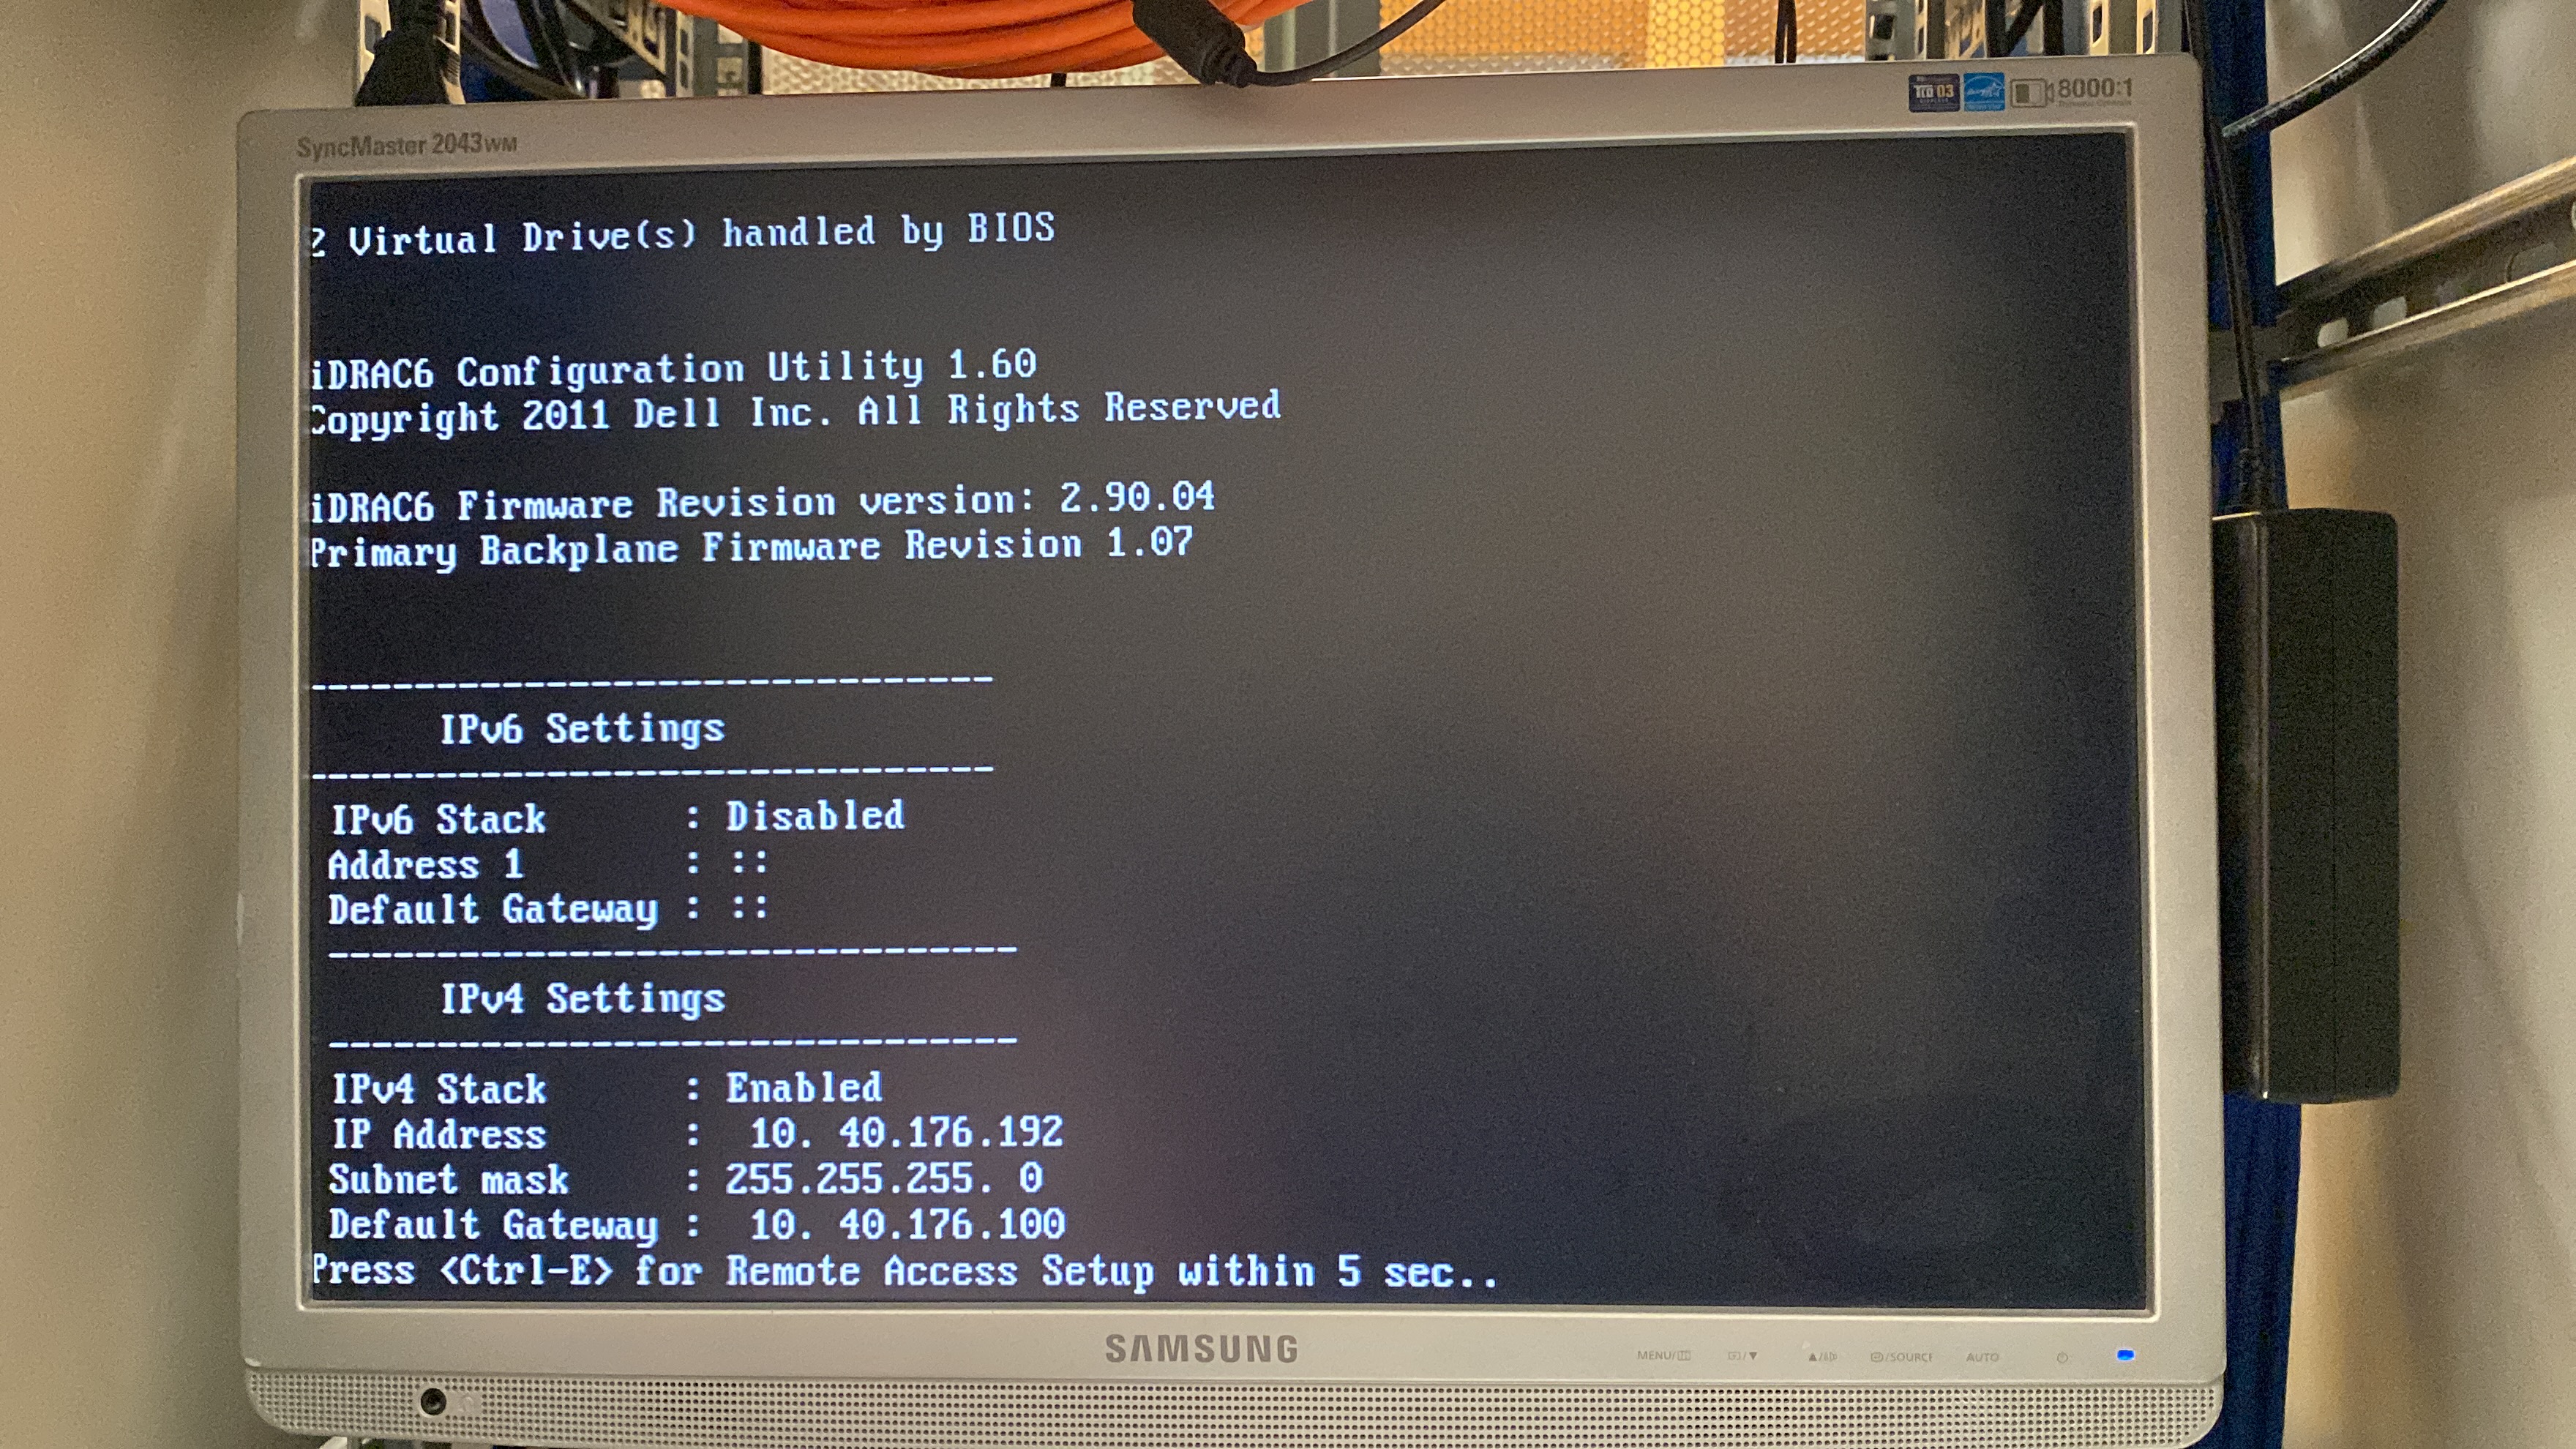 SyncMaster 2043WM
TCO 03
8000:1
2 Virtual Drive(s) handled by BIOS
iDRAC6 Configuration Utility 1.60
Copyright 2011 Dell Inc. All Rights Reserved
iDRAC6 Firmware Revision version: 2.90.04
Primary Backplane Firmware Revision 1.07
-------------------------------
IPv6 Settings
-------------------------------
IPv6 Stack : Disabled
Address 1 : ::
Default Gateway : ::
-------------------------------
IPv4 Settings
-------------------------------
IPv4 Stack : Enabled
IP Address : 10. 40.176.192
Subnet mask : 255.255.255. 0
Default Gateway : 10. 40.176.100
Press <Ctrl-E> for Remote Access Setup within 5 sec..
SAMSUNG
MENU/ /▼ ▲/ /SOURCE AUTO